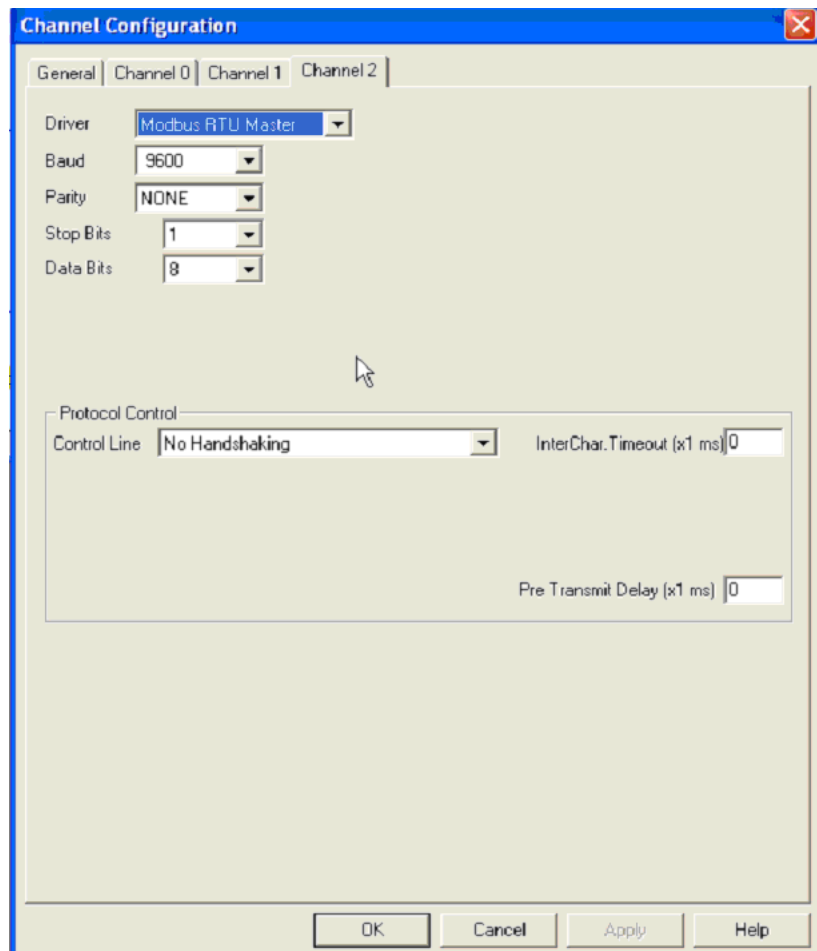 Channel Configuration
General Channel 0 Channel 1 Channel 2
Driver Modbus RTU Master
Baud 9600
Parity NONE
Stop Bits 1
Data Bits 8
Protocol Control
Control Line No Handshaking InterChar.Timeout (x1 ms) 0
Pre Transmit Delay (x1 ms) 0
OK Cancel Apply Help